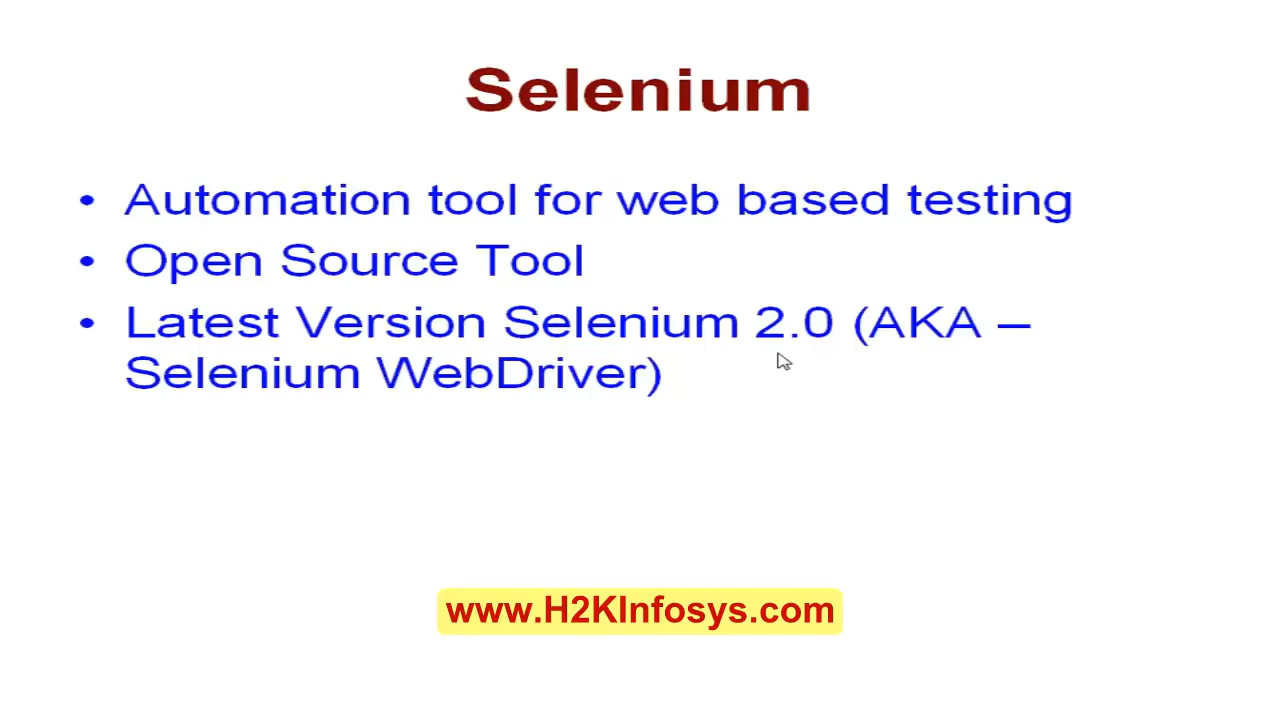 Selenium
• Automation tool for web based testing
• Open Source Tool
• Latest Version Selenium 2.0 (AKA –
Selenium WebDriver)
www.H2KInfosys.com